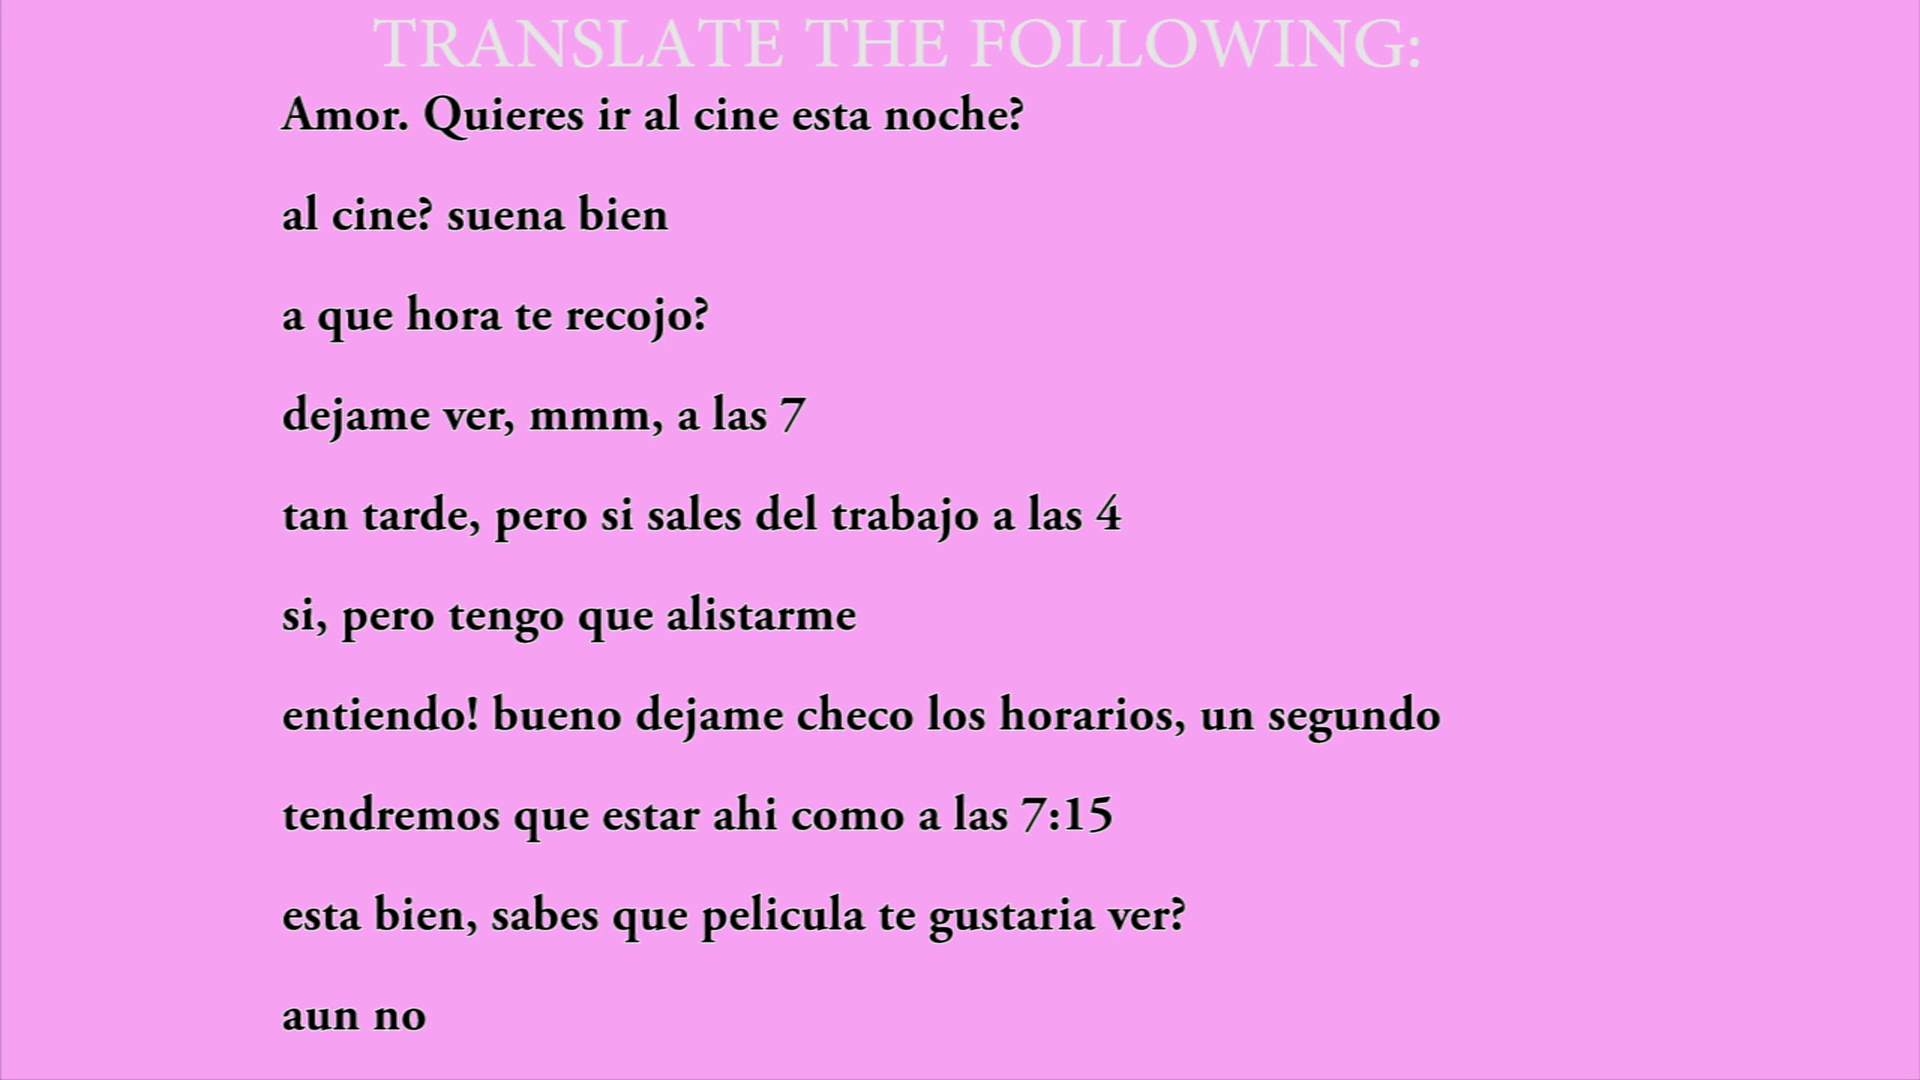 TRANSLATE THE FOLLOWING:
Amor. Quieres ir al cine esta noche?
al cine? suena bien
a que hora te recojo?
dejame ver, mmm, a las 7
tan tarde, pero si sales del trabajo a las 4
si, pero tengo que alistarme
entiendo! bueno dejame checo los horarios, un segundo
tendremos que estar ahi como a las 7:15
esta bien, sabes que pelicula te gustaria ver?
aun no